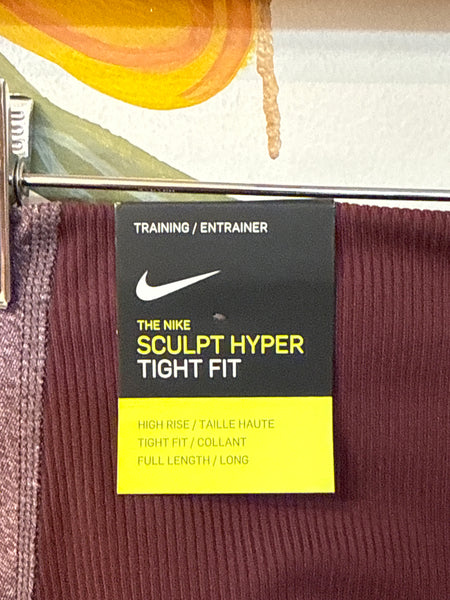 TRAINING / ENTRAINER
THE NIKE
SCULPT HYPER
TIGHT FIT
HIGH RISE / TAILLE HAUTE
TIGHT FIT / COLLANT
FULL LENGTH / LONG